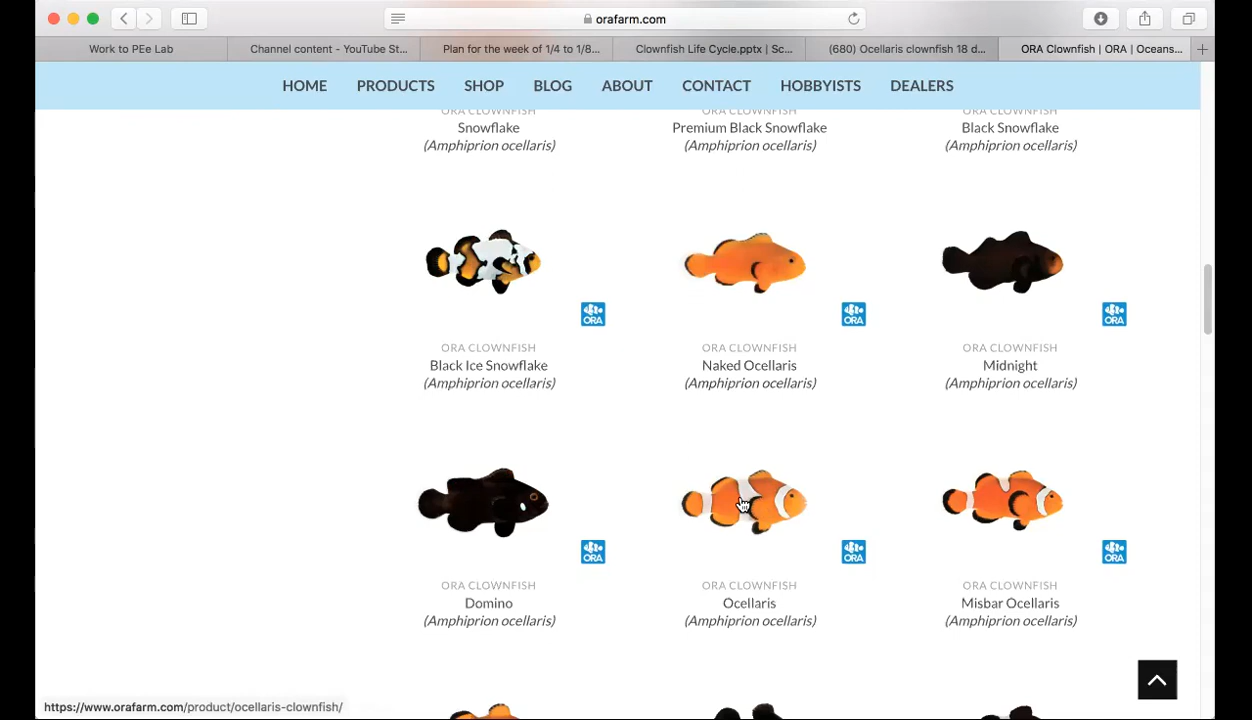 orafarm.com
Work to PEe Lab
Channel content - YouTube St...
Plan for the week of 1/4 to 1/8...
Clownfish Life Cycle.pptx | Sc...
(680) Ocellaris clownfish 18 d...
ORA Clownfish | ORA | Oceans...
HOME PRODUCTS SHOP BLOG ABOUT CONTACT HOBBYISTS DEALERS
ORA CLOWNFISH
Snowflake
(Amphiprion ocellaris)
ORA CLOWNFISH
Premium Black Snowflake
(Amphiprion ocellaris)
ORA CLOWNFISH
Black Snowflake
(Amphiprion ocellaris)
ORA
ORA CLOWNFISH
Black Ice Snowflake
(Amphiprion ocellaris)
ORA
ORA CLOWNFISH
Naked Ocellaris
(Amphiprion ocellaris)
ORA
ORA CLOWNFISH
Midnight
(Amphiprion ocellaris)
ORA
ORA CLOWNFISH
Domino
(Amphiprion ocellaris)
ORA
ORA CLOWNFISH
Ocellaris
(Amphiprion ocellaris)
ORA
ORA CLOWNFISH
Misbar Ocellaris
(Amphiprion ocellaris)
https://www.orafarm.com/product/ocellaris-clownfish/